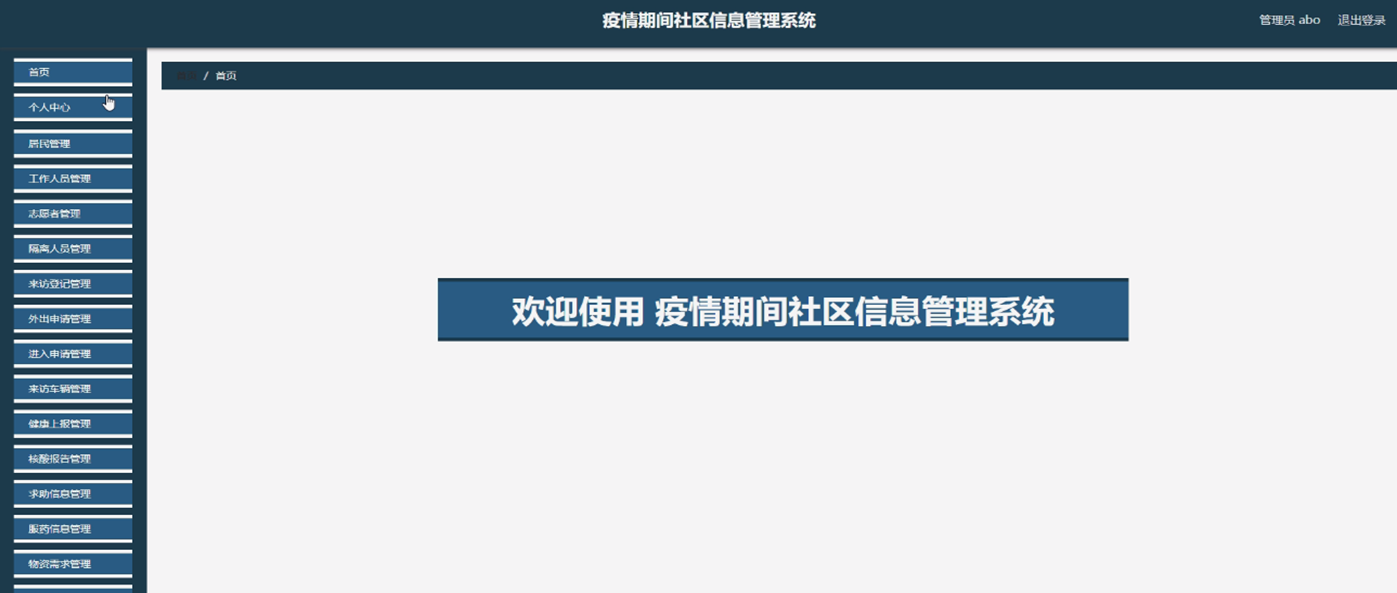 疫情期间社区信息管理系统
管理员 abo 退出登录
首页
个人中心
居民管理
工作人员管理
志愿者管理
隔离人员管理
来访登记管理
外出申请管理
进入申请管理
来访车辆管理
健康上报管理
核酸报告管理
求助信息管理
服药信息管理
物资需求管理
首页 / 首页
欢迎使用 疫情期间社区信息管理系统